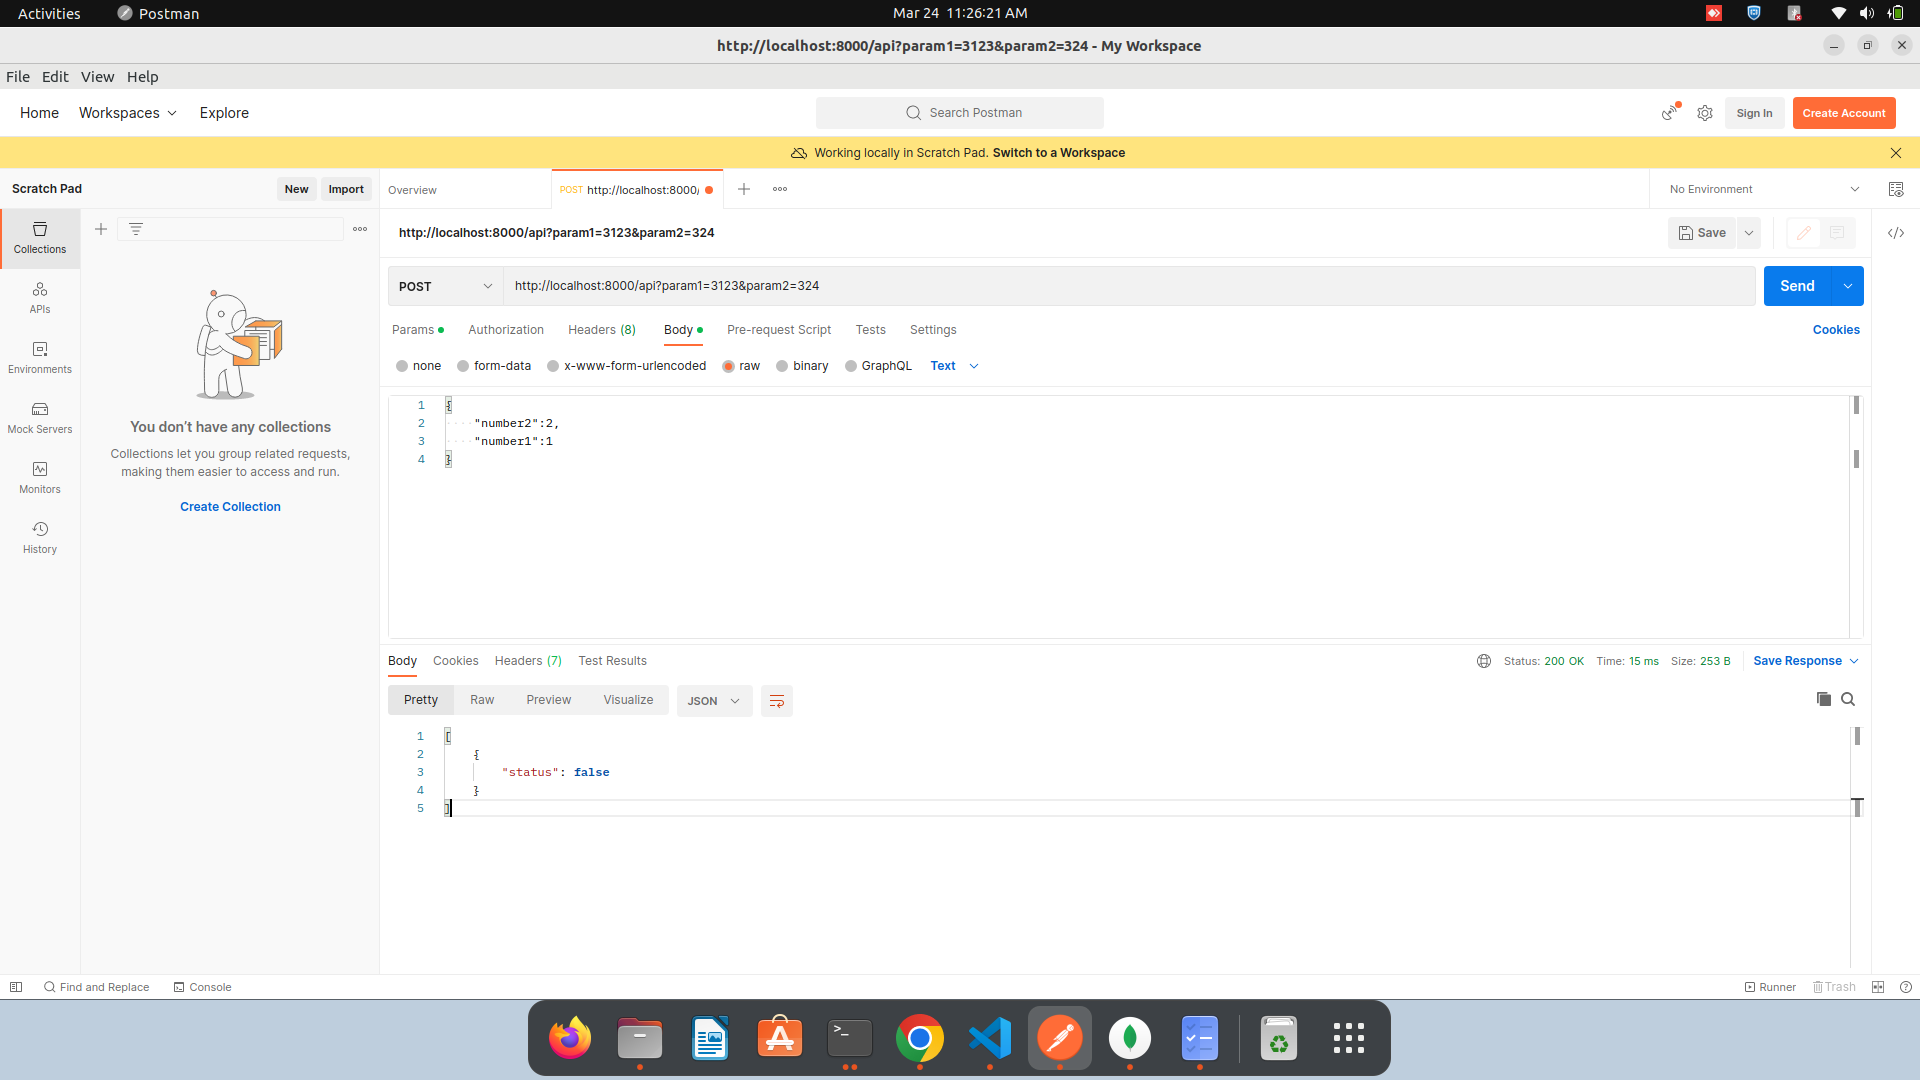 Activities Postman Mar 24 11:26:21 AM
http://localhost:8000/api?param1=3123&param2=324 - My Workspace
File Edit View Help
Home Workspaces Explore Search Postman Sign In Create Account
Working locally in Scratch Pad. Switch to a Workspace
Scratch Pad New Import Overview POST http://localhost:8000/ No Environment
Collections
APIs
Environments
Mock Servers
Monitors
History
You don't have any collections
Collections let you group related requests,
making them easier to access and run.
Create Collection
http://localhost:8000/api?param1=3123&param2=324 Save
POST http://localhost:8000/api?param1=3123&param2=324 Send
Params Authorization Headers (8) Body Pre-request Script Tests Settings Cookies
none form-data x-www-form-urlencoded raw binary GraphQL Text
1 {
2 "number2":2,
3 "number1":1
4 }
Body Cookies Headers (7) Test Results Status: 200 OK Time: 15 ms Size: 253 B Save Response
Pretty Raw Preview Visualize JSON
1 [
2 {
3 "status": false
4 }
5 ]
Find and Replace Console Runner Trash